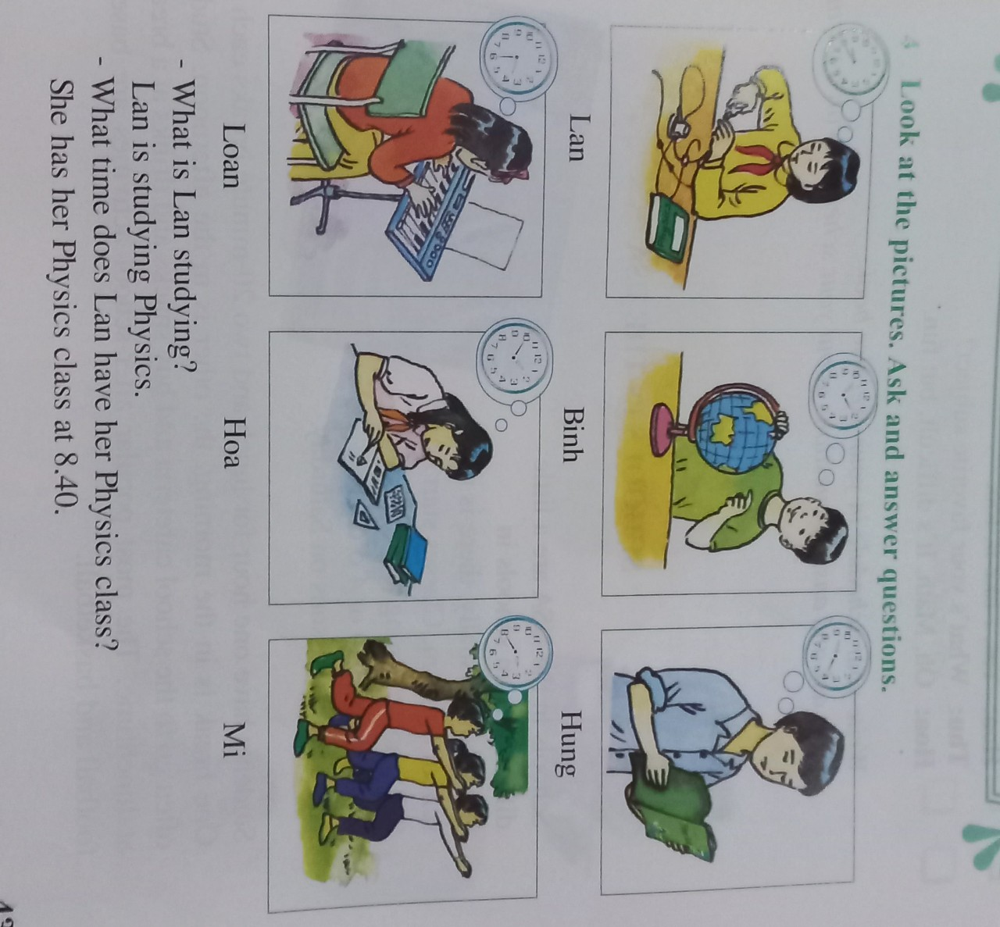 4 Look at the pictures. Ask and answer questions.
Lan
Binh
Hung
Loan
Hoa
Mi
- What is Lan studying?
Lan is studying Physics.
- What time does Lan have her Physics class?
She has her Physics class at 8.40.